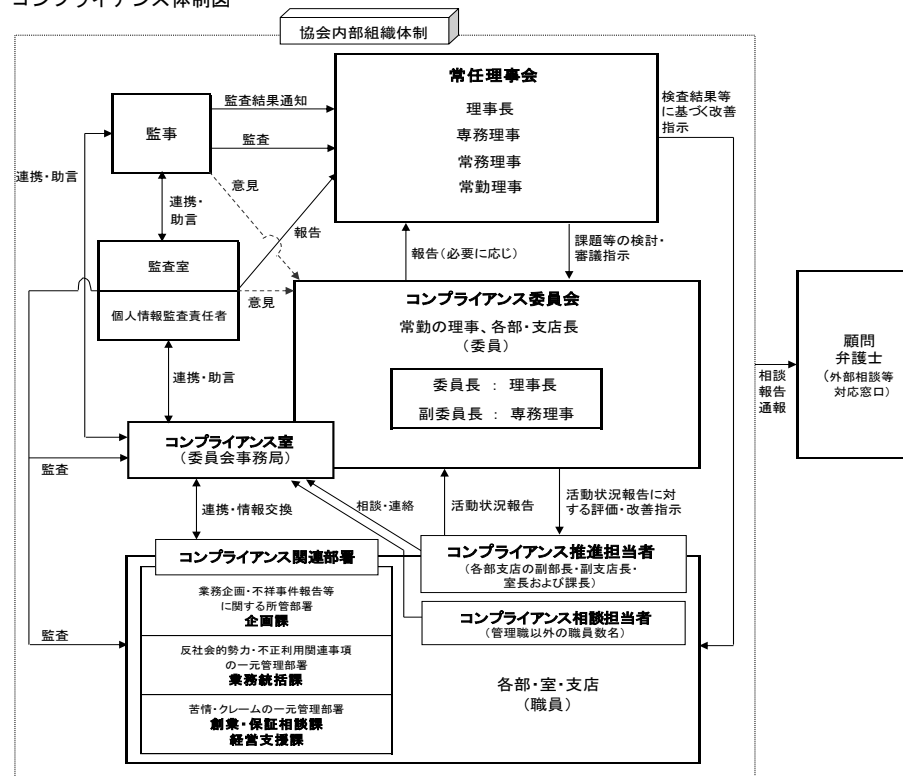 コンプライアンス体制図
協会内部組織体制
常任理事会
理事長
専務理事
常務理事
常勤理事
監事
監査結果通知
監査
検査結果等
に基づく改善
指示
連携・助言
意見
連携・
助言
報告
報告(必要に応じ)
課題等の検討・
審議指示
監査室
個人情報監査責任者
意見
コンプライアンス委員会
常勤の理事、各部・支店長
(委員)
委員長 : 理事長
副委員長 : 専務理事
顧問
弁護士
(外部相談等
対応窓口)
相談
報告
通報
連携・助言
コンプライアンス室
(委員会事務局)
監査
連携・情報交換
相談・連絡
活動状況報告
活動状況報告に対
する評価・改善指示
コンプライアンス関連部署
業務企画・不祥事件報告等
に関する所管部署
企画課
反社会的勢力・不正利用関連事項
の一元管理部署
業務統括課
苦情・クレームの一元管理部署
創業・保証相談課
経営支援課
コンプライアンス推進担当者
(各部支店の副部長・副支店長・
室長および課長)
コンプライアンス相談担当者
(管理職以外の職員数名)
監査
各部・室・支店
(職員)